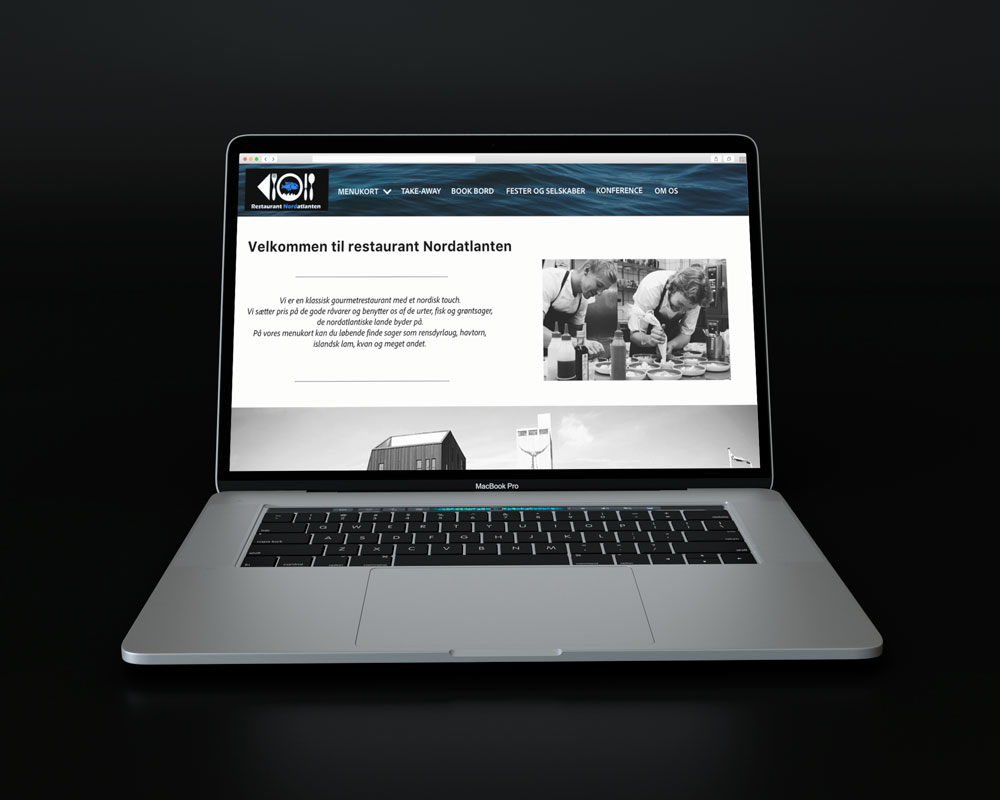 Restaurant Nordatlanten
MENUKORT
TAKE-AWAY
BOOK BORD
FESTER OG SELSKABER
KONFERENCE
OM OS
Velkommen til restaurant Nordatlanten
Vi er en klassisk gourmetrestaurant med et nordisk touch.
Vi sætter pris på de gode råvarer og benytter os af de urter, fisk og grøntsager,
de nordatlantiske lande byder på.
På vores menukort kan du løbende finde sager som rensdyrlaug, havtorn,
islandsk lam, kvan og meget andet.
MacBook Pro
Q W E R T Y U I O P
A S D F G H J K L
Z X C V B N M